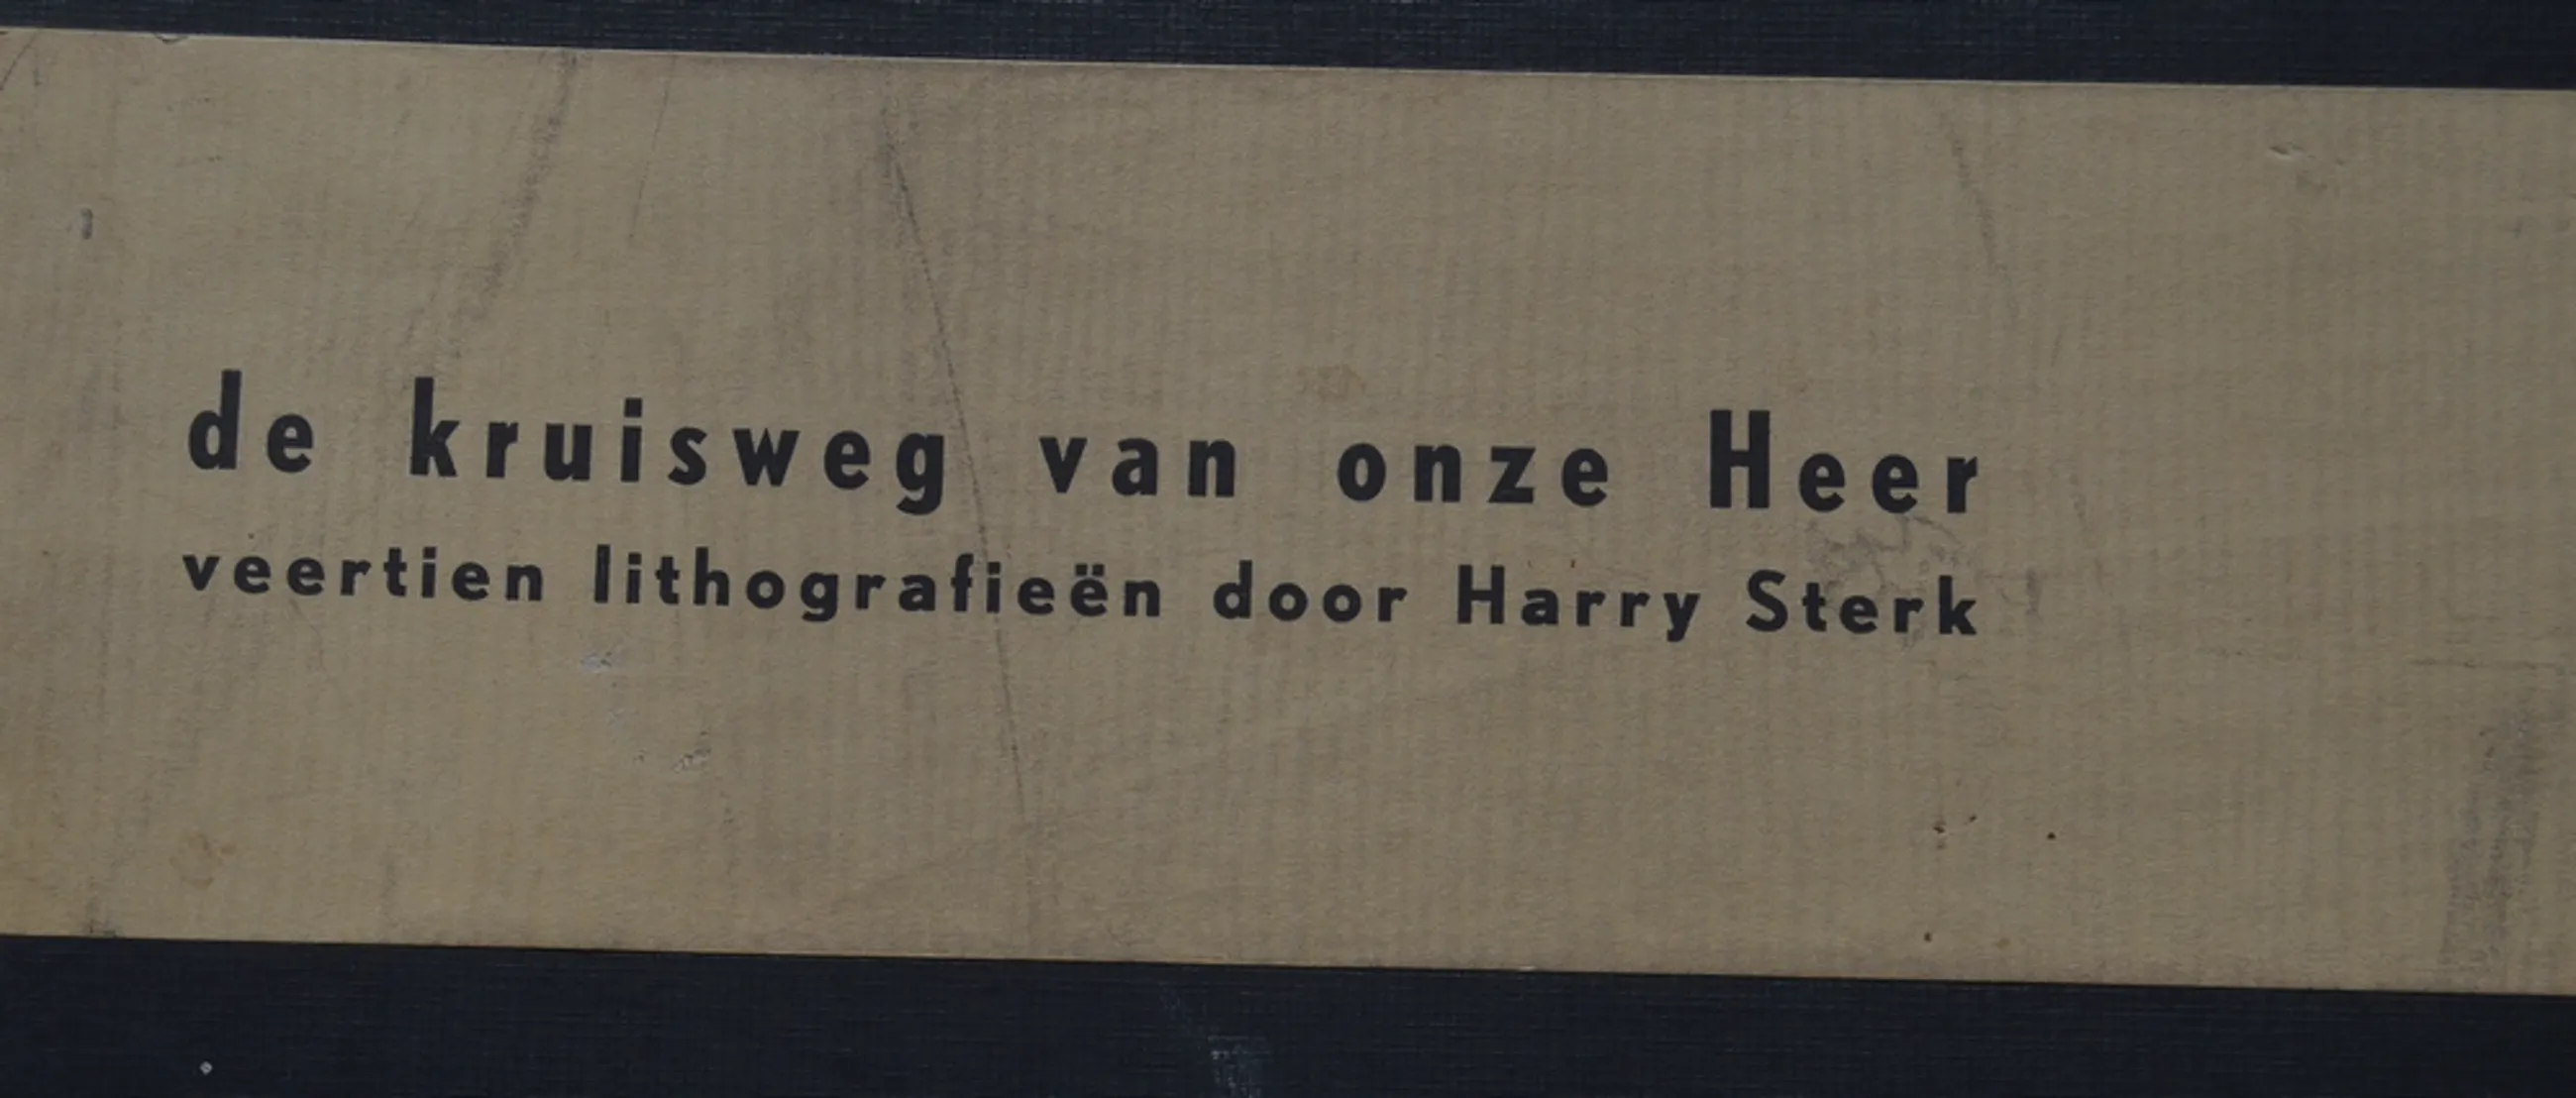 de kruisweg van onze Heer
veertien lithografieën door Harry Sterk